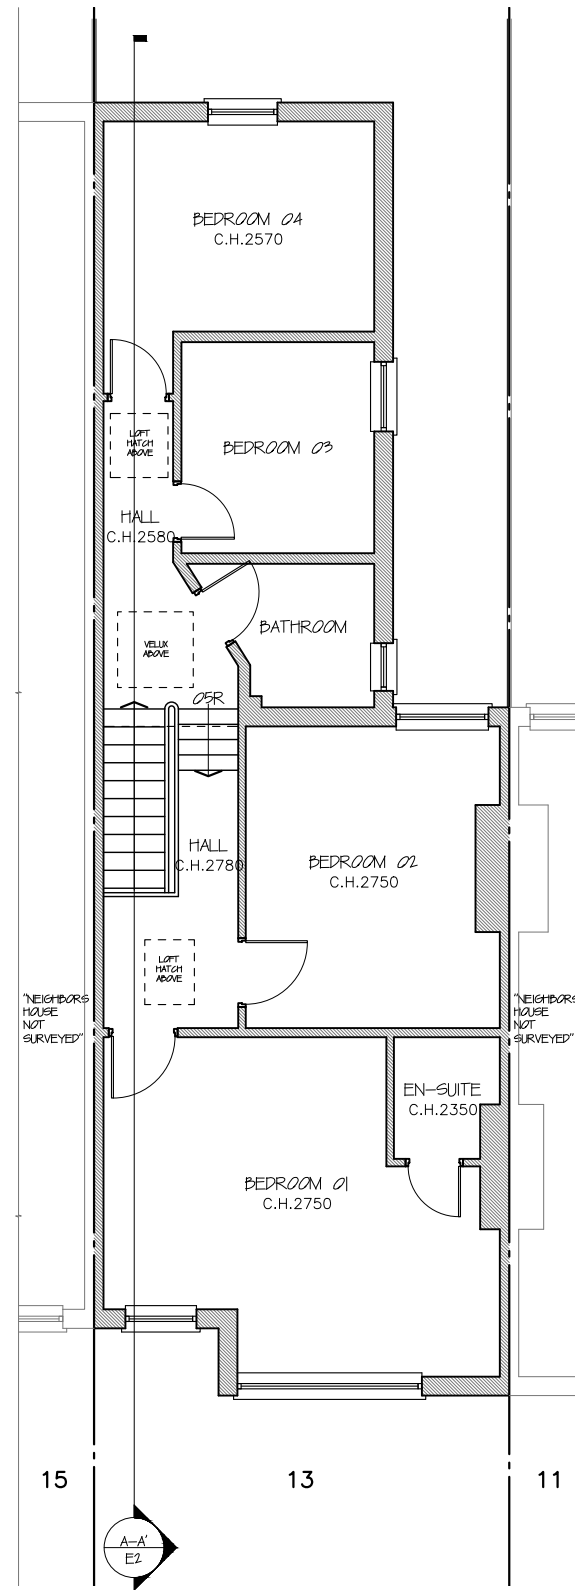 BEDROOM 04
C.H.2570
LOFT
HATCH
ABOVE
BEDROOM 03
HALL
C.H.2580
BATHROOM
VELUX
ABOVE
05R
HALL
C.H.2780
BEDROOM 02
C.H.2750
LOFT
HATCH
ABOVE
"NEIGHBORS
HOUSE
NOT
SURVEYED"
"NEIGHBORS
HOUSE
NOT
SURVEYED"
EN-SUITE
C.H.2350
BEDROOM 01
C.H.2750
15
13
11
A-A'
E2